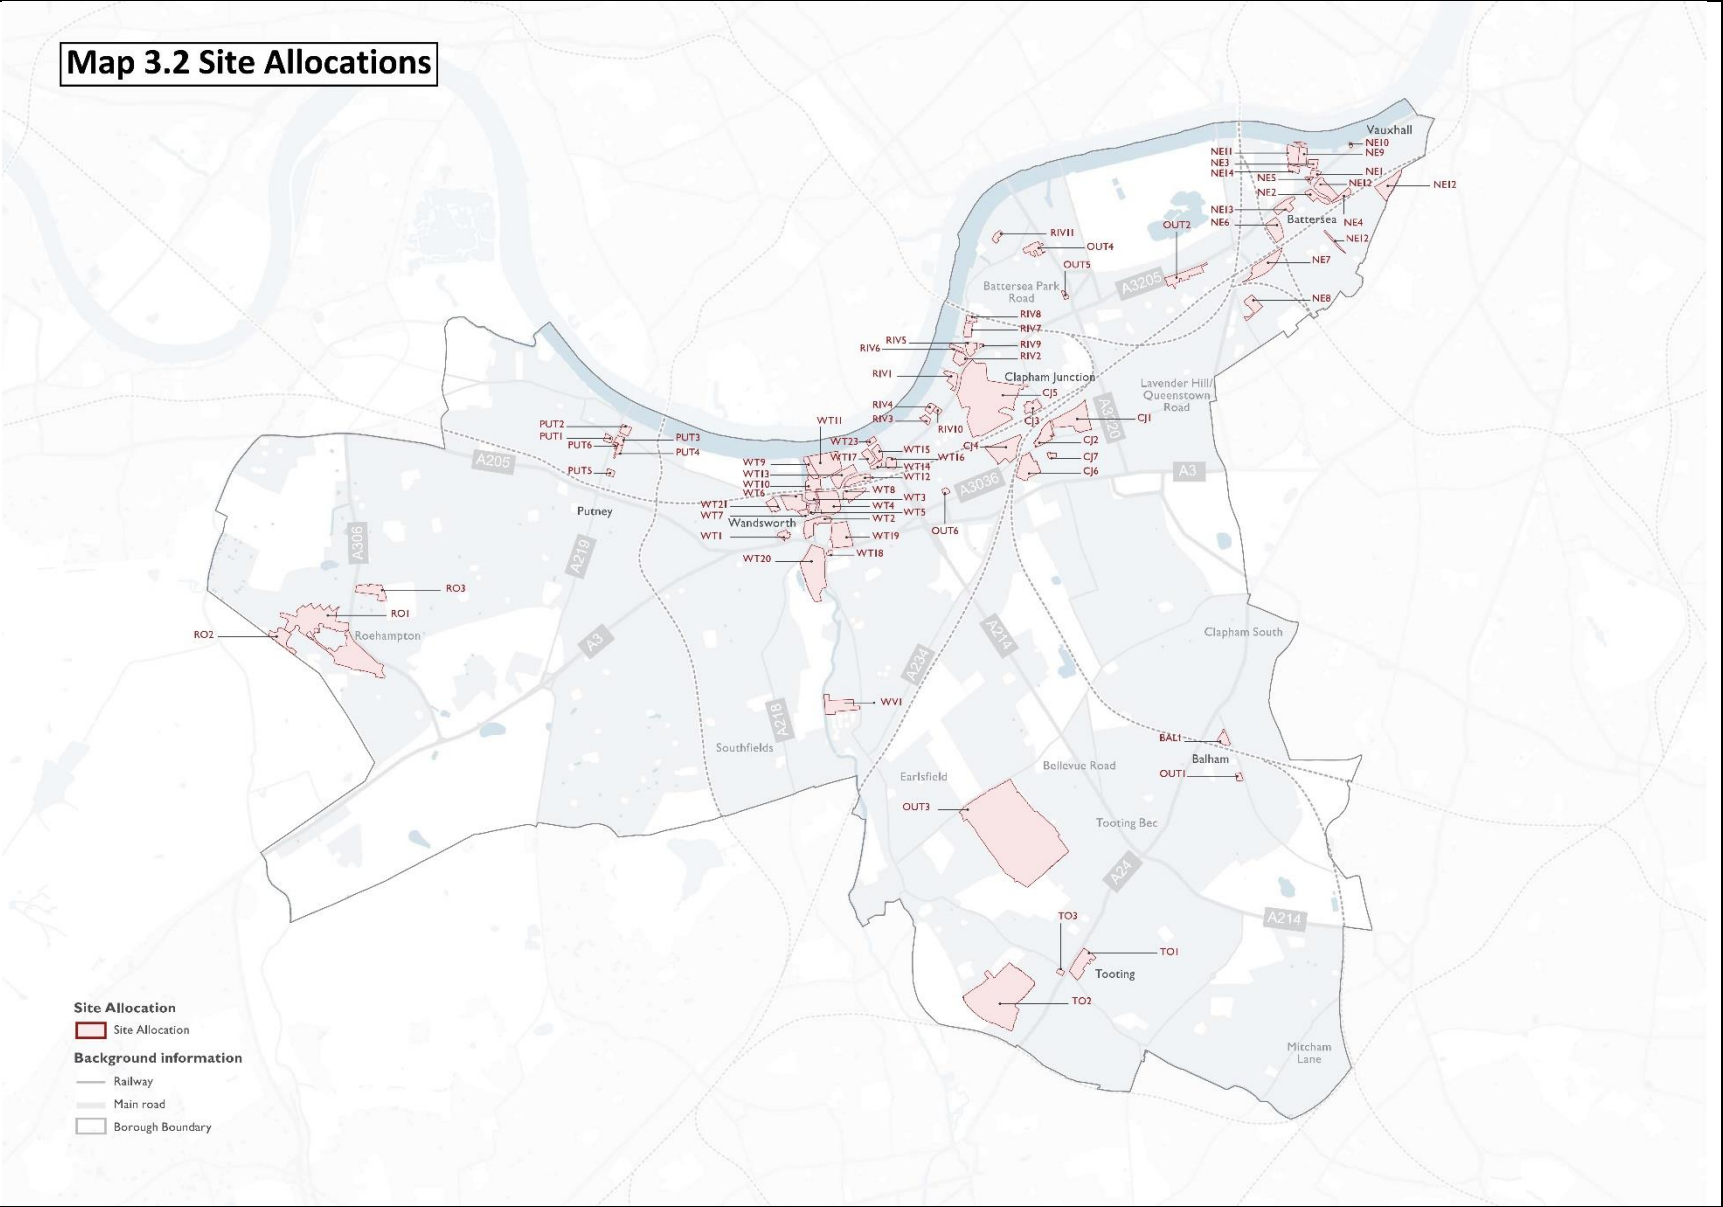 Map 3.2 Site Allocations
Vauxhall
NE10
NE11
NE9
NE3
NE14
NE1
NE5
NE12
NE12
NE2
NE13
Battersea
NE4
NE6
OUT2
RIV11
NE12
OUT4
NE7
OUT5
A3205
Battersea Park
Road
NE8
RIV8
RIV7
RIV5
RIV9
RIV6
RIV2
RIV1
Clapham Junction
Lavender Hill/
Queenstown
Road
CJ5
RIV4
A3220
RIV3
CJ3
CJ1
RIV10
PUT2
WT11
PUT1
PUT3
WT23
CJ2
PUT6
CJ4
PUT4
WT15
WT17
WT16
CJ7
A205
WT9
WT14
PUT5
WT13
WT12
CJ6
A3
WT10
A3036
WT6
WT8
WT3
WT21
WT4
Putney
WT7
WT5
Wandsworth
WT2
OUT6
A306
WT1
WT19
A219
WT20
WT18
RO3
RO1
RO2
Roehampton
A3
A214
Clapham South
A234
WV1
A218
Southfields
BAL1
Balham
Bellevue Road
OUT1
Earlsfield
OUT3
Tooting Bec
A24
TO3
A214
TO1
Tooting
TO2
Mitcham
Lane
Site Allocation
Site Allocation
Background information
Railway
Main road
Borough Boundary